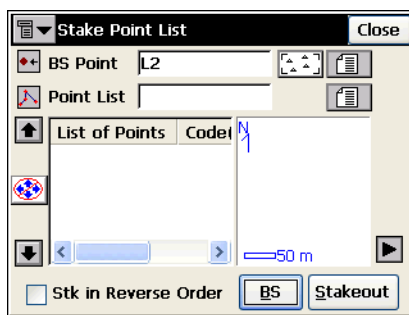 Stake Point List Close
BS Point L2
Point List
List of Points Code(
N
50 m
Stk in Reverse Order BS Stakeout